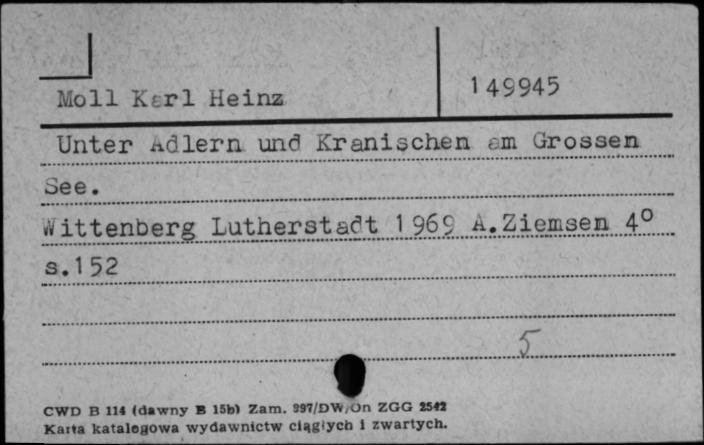 Moll Karl Heinz
149945
Unter Adlern und Kranischen am Grossen
See.
Wittenberg Lutherstadt 1969 A.Ziemsen 4°
s.152
5
CWD B 114 (dawny B 15b) Zam. 997/DW/On ZGG 2542
Karta katalogowa wydawnictw ciągłych i zwartych.